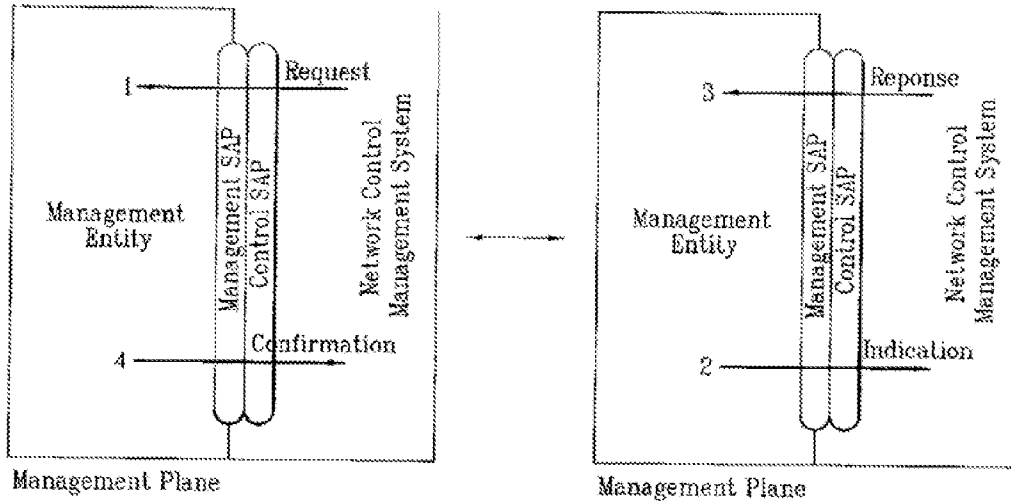 1
Request
Management
Entity
Management SAP
Control SAP
Network Control
Management System
4
Confirmation
Management Plane
3
Reponse
Management
Entity
Management SAP
Control SAP
Network Control
Management System
2
Indication
Management Plane